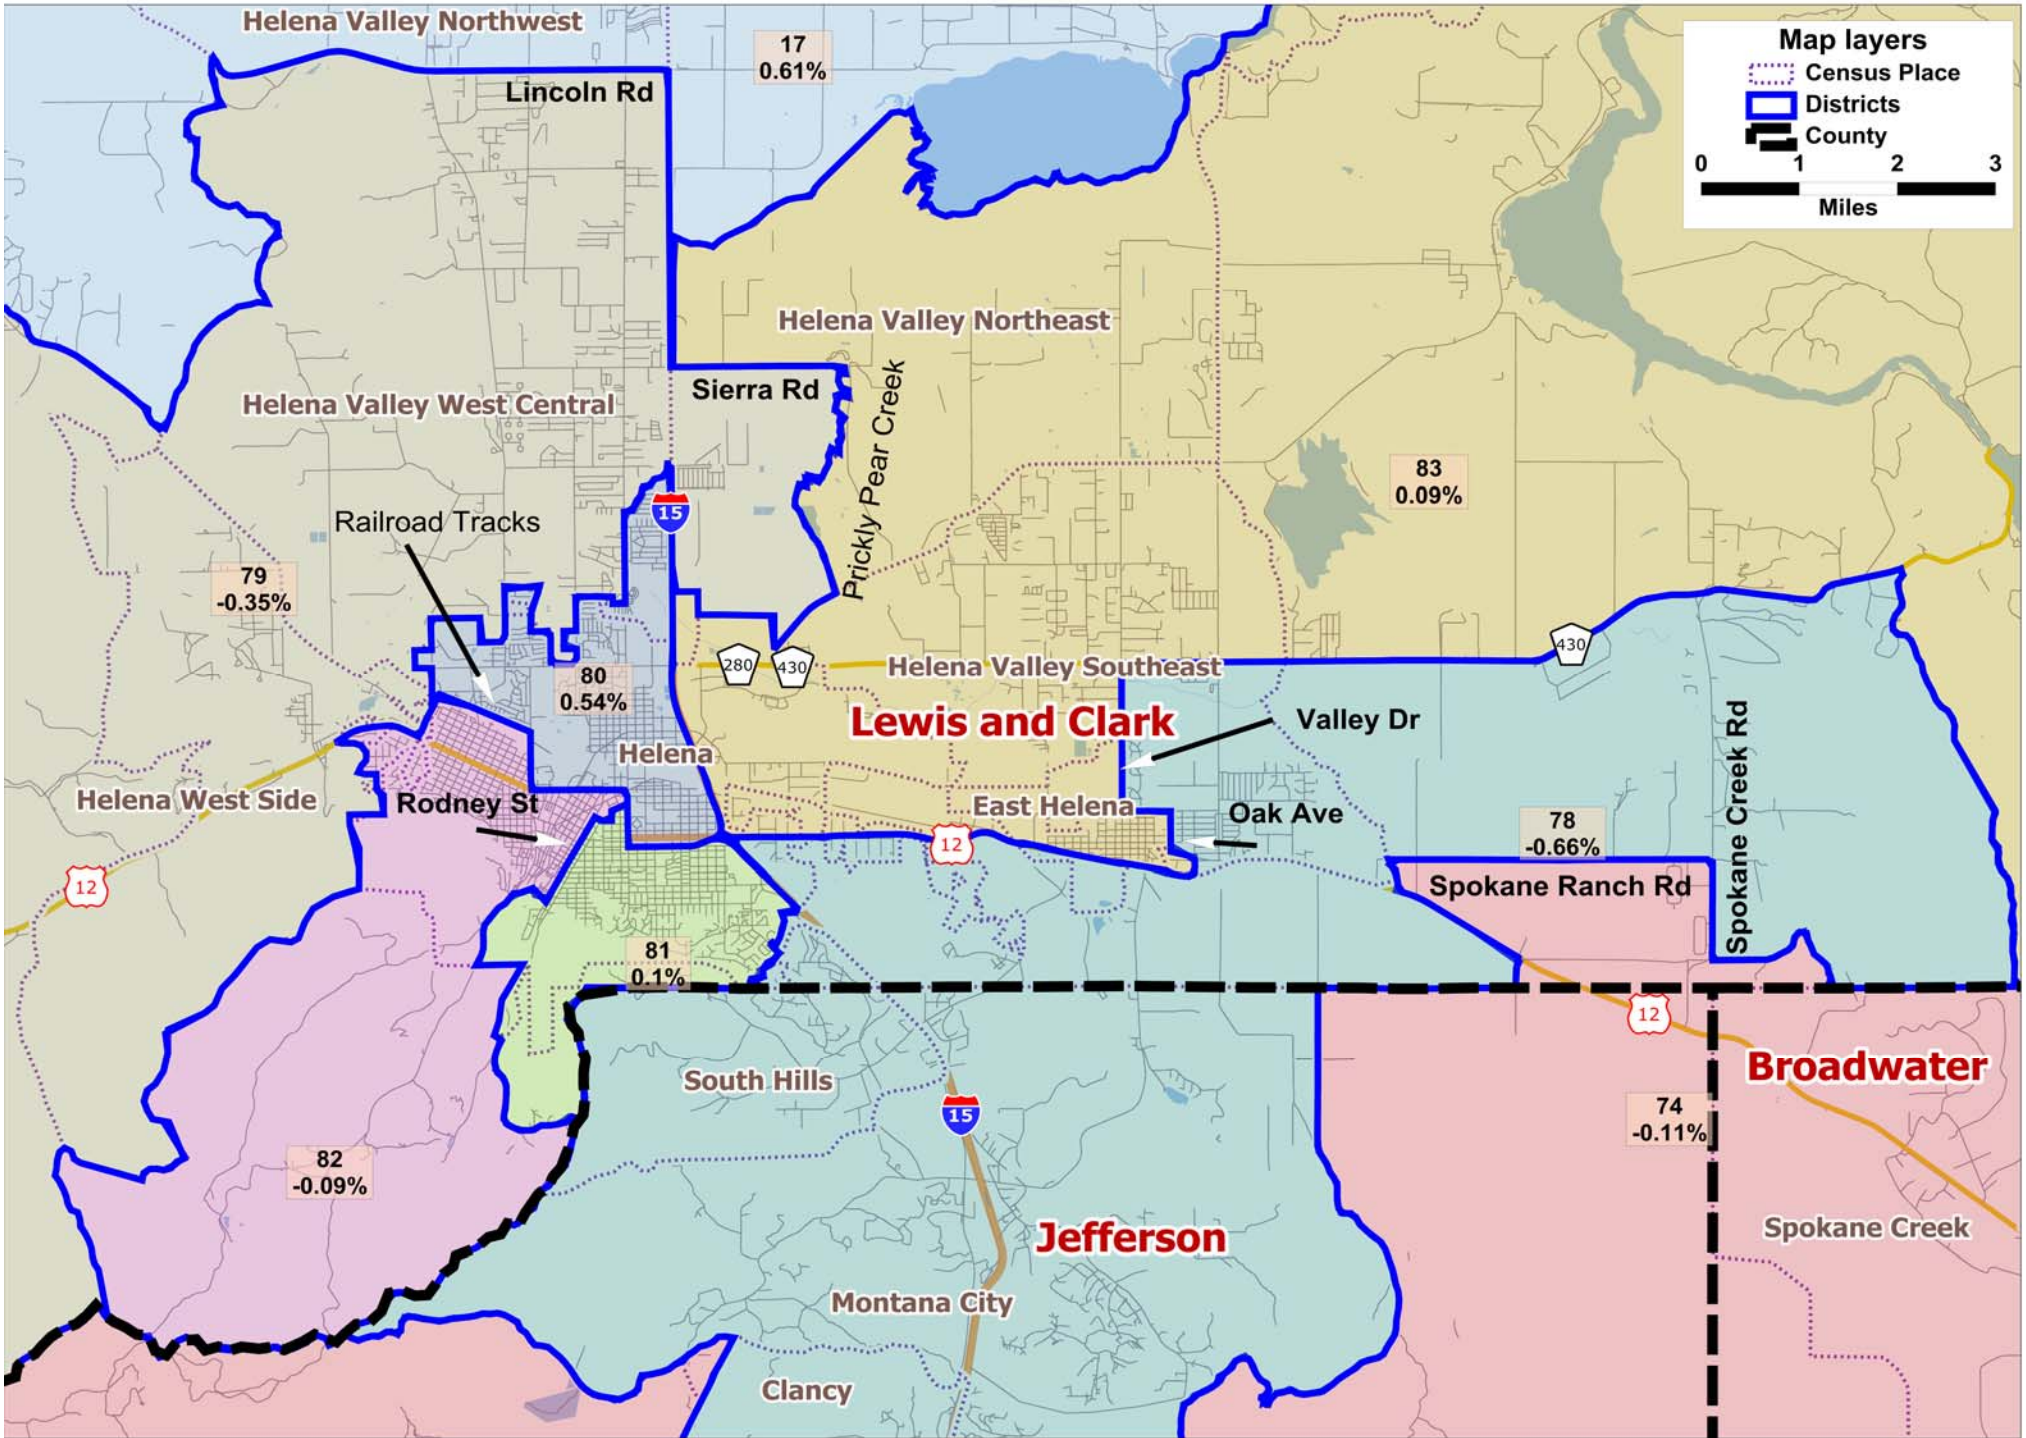 Helena Valley Northwest
17
0.61%
Map layers
Census Place
Districts
County
0 1 2 3
Miles
Lincoln Rd
Helena Valley Northeast
Sierra Rd
Prickly Pear Creek
Helena Valley West Central
83
0.09%
15
Railroad Tracks
79
-0.35%
280
430
430
Helena Valley Southeast
80
0.54%
Lewis and Clark
Valley Dr
Helena
Spokane Creek Rd
Helena West Side
Rodney St
East Helena
Oak Ave
78
-0.66%
12
12
Spokane Ranch Rd
81
0.1%
12
South Hills
15
Broadwater
74
-0.11%
82
-0.09%
Jefferson
Spokane Creek
Montana City
Clancy